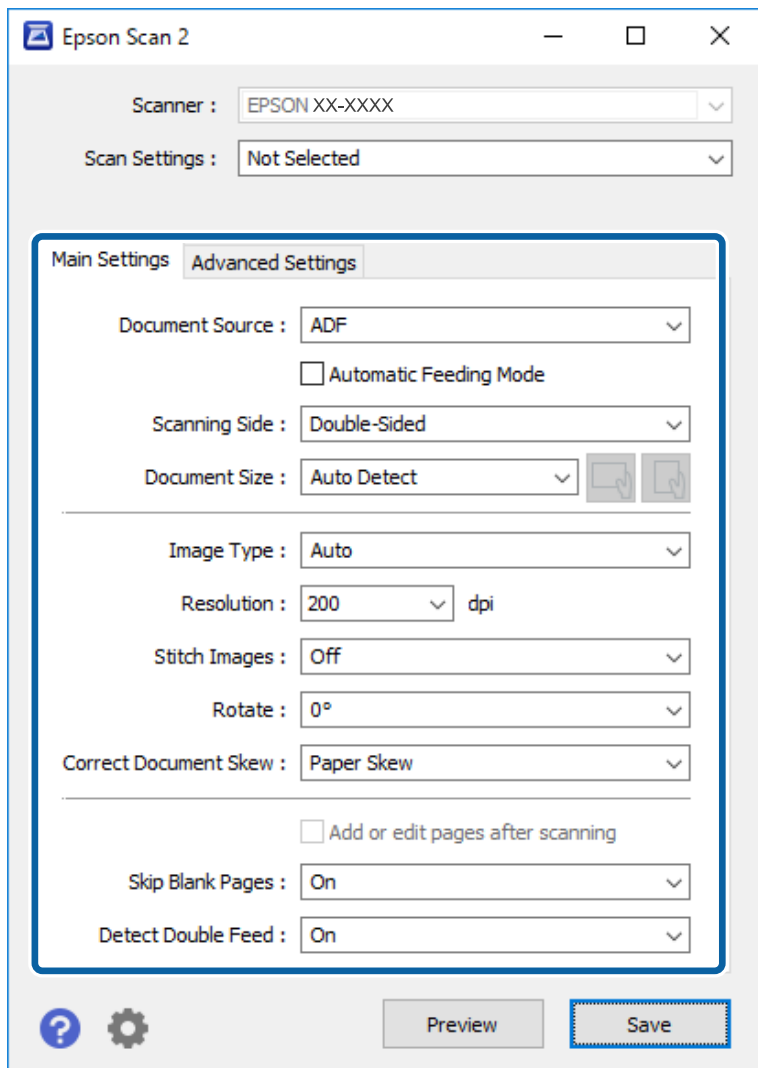 Epson Scan 2
Scanner : EPSON XX-XXXX
Scan Settings : Not Selected
Main Settings Advanced Settings
Document Source : ADF
Automatic Feeding Mode
Scanning Side : Double-Sided
Document Size : Auto Detect
Image Type : Auto
Resolution : 200 dpi
Stitch Images : Off
Rotate : 0°
Correct Document Skew : Paper Skew
Add or edit pages after scanning
Skip Blank Pages : On
Detect Double Feed : On
? Preview Save